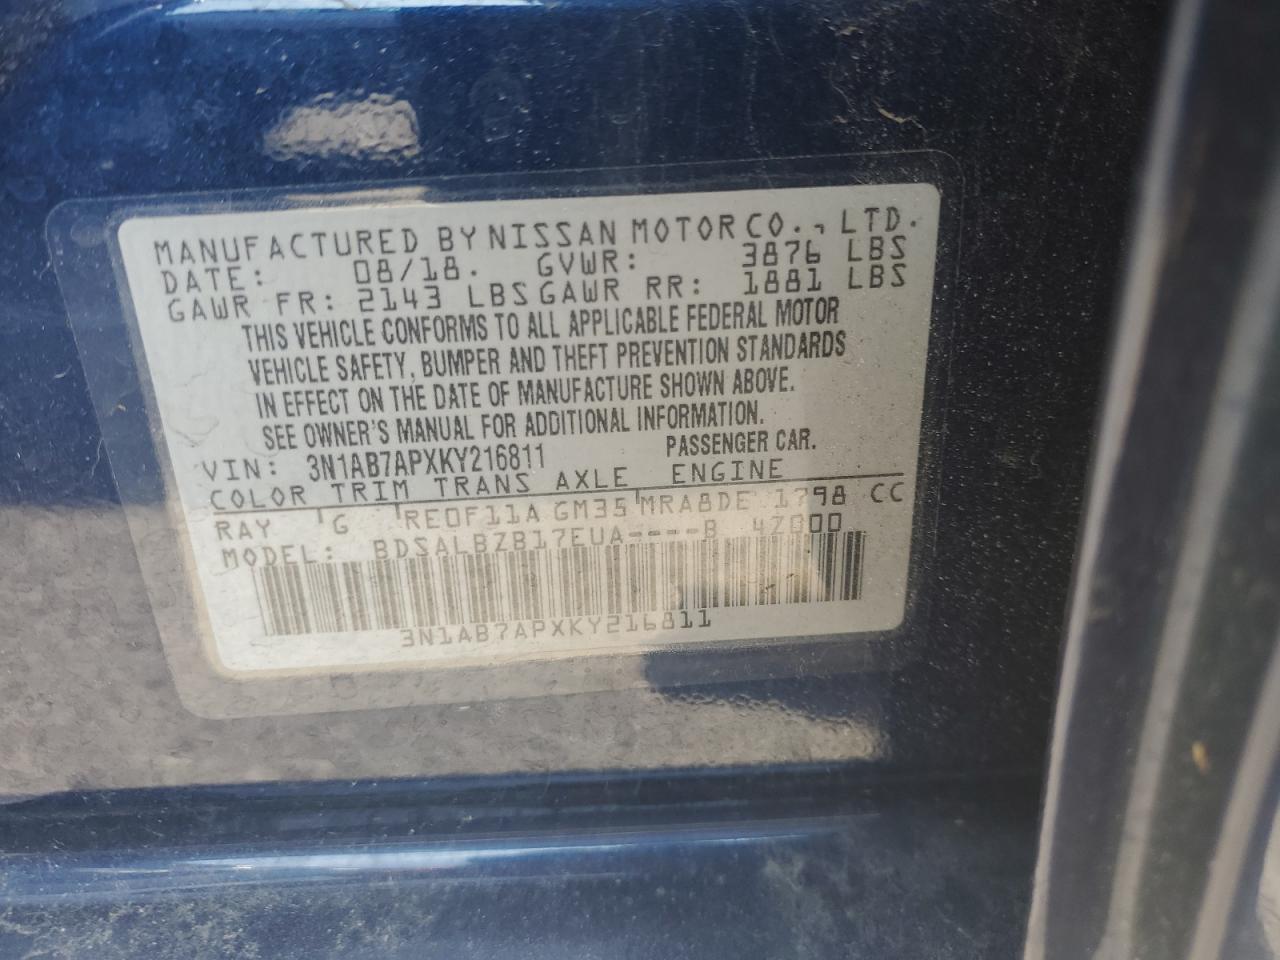 MANUFACTURED BY NISSAN MOTOR CO., LTD.
DATE: 08/18. GVWR: 3876 LBS
GAWR FR: 2143 LBS GAWR RR: 1881 LBS
THIS VEHICLE CONFORMS TO ALL APPLICABLE FEDERAL MOTOR
VEHICLE SAFETY, BUMPER AND THEFT PREVENTION STANDARDS
IN EFFECT ON THE DATE OF MANUFACTURE SHOWN ABOVE.
SEE OWNER'S MANUAL FOR ADDITIONAL INFORMATION.
VIN: 3N1AB7APXKY216811 PASSENGER CAR.
COLOR TRIM TRANS AXLE ENGINE
RAY G RE0F11A GM35 MRA8DE 1798 CC
MODEL: BDSALBZB17EUA----B 4Z000
3N1AB7APXKY216811